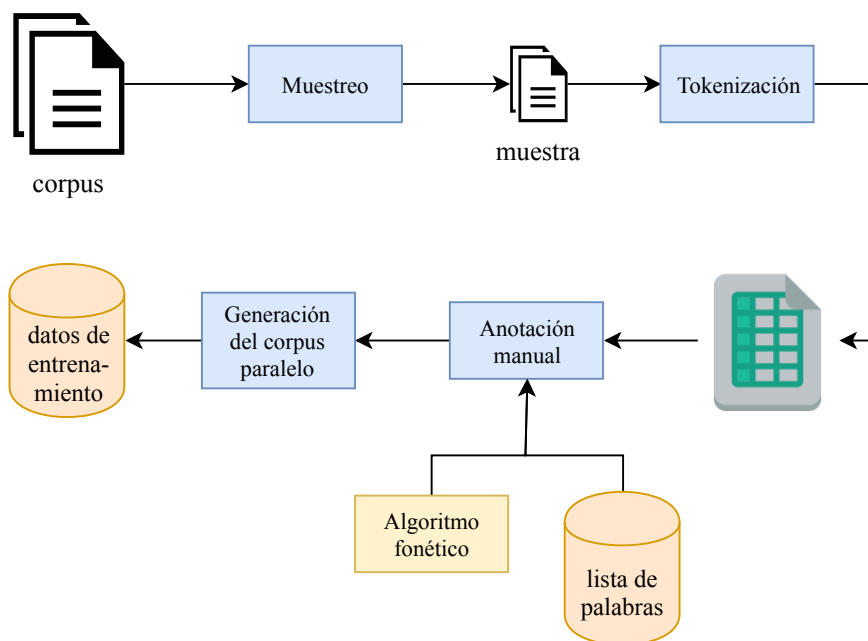 Muestreo
Tokenización
muestra
corpus
datos de
entrena-
miento
Generación
del corpus
paralelo
Anotación
manual
Algoritmo
fonético
lista de
palabras